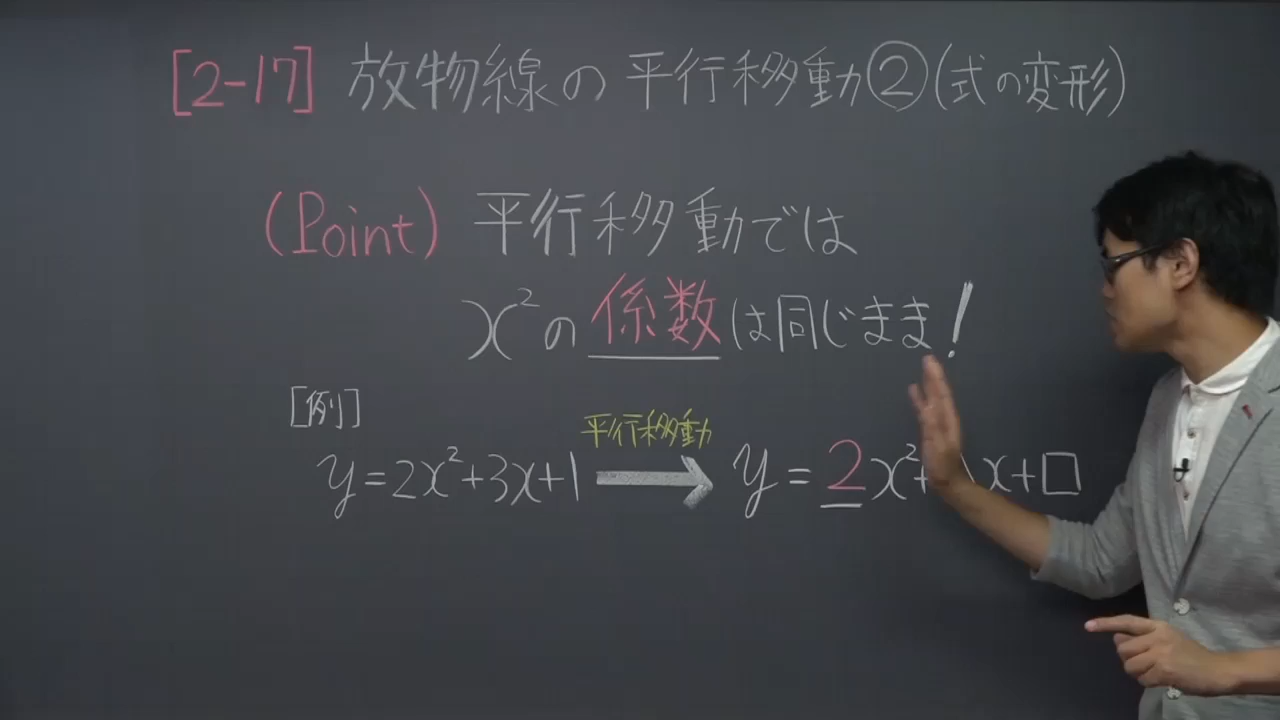 [2-17] 放物線の平行移動②(式の変形)
(Point) 平行移動では
x²の係数は同じまま!
[例]
平行移動
y=2x²+3x+1 → y=2x²+ x+□